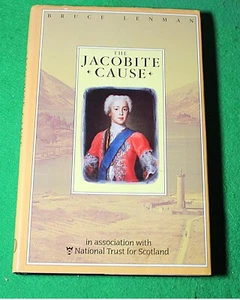 BRUCE LENMAN
THE
JACOBITE
CAUSE
in association with
National Trust for Scotland